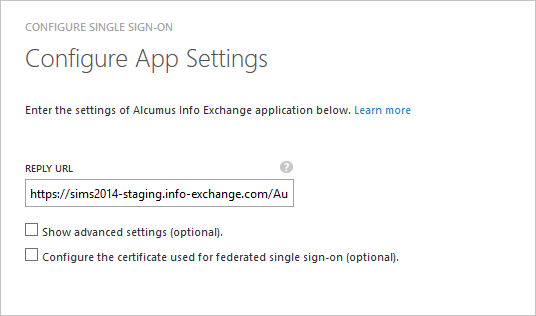 CONFIGURE SINGLE SIGN-ON
Configure App Settings
Enter the settings of Alcumus Info Exchange application below. Learn more
REPLY URL ?
https://sims2014-staging.info-exchange.com/Au
Show advanced settings (optional).
Configure the certificate used for federated single sign-on (optional).